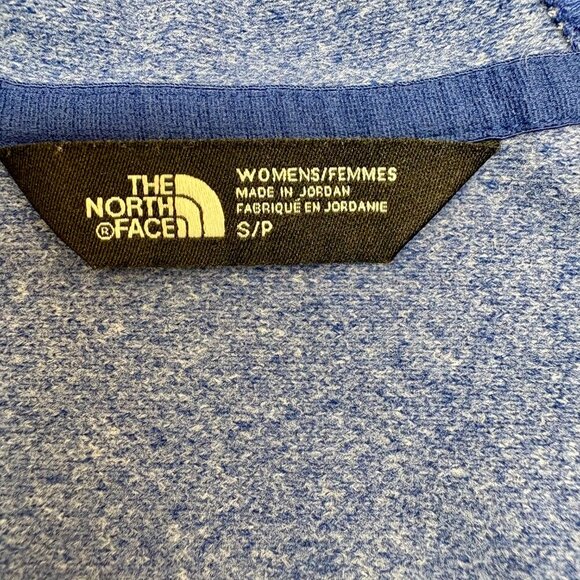 THE
NORTH
®FACE
WOMENS/FEMMES
MADE IN JORDAN
FABRIQUÉ EN JORDANIE
S/P